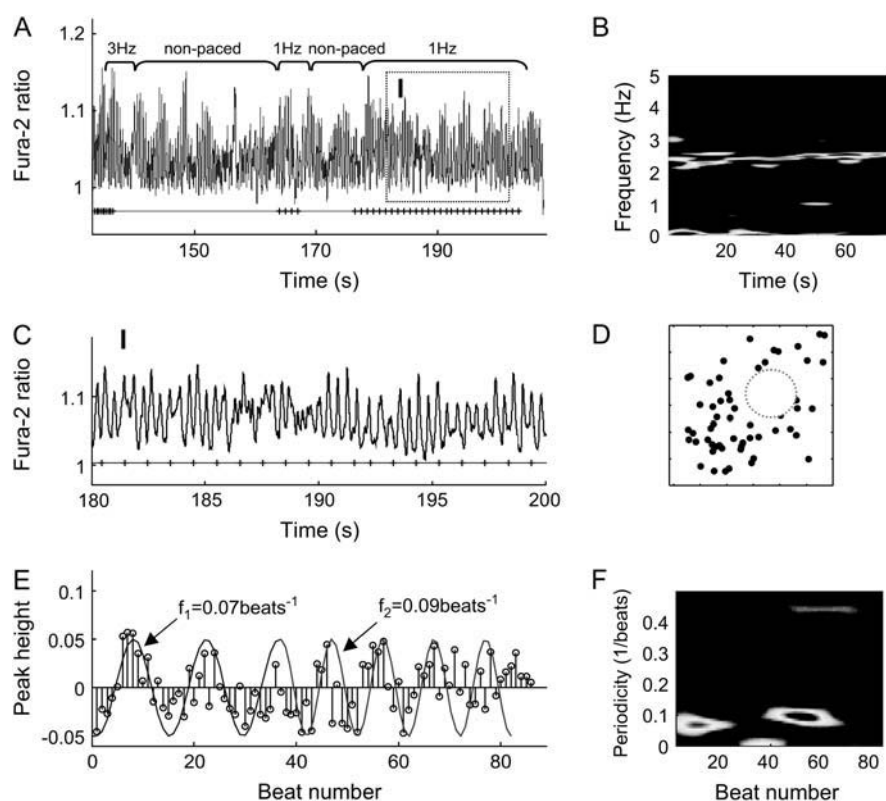 A
B
3Hz non-paced 1Hz non-paced 1Hz
I
1.2
1.1
1
Fura-2 ratio
150 170 190
Time (s)
5
4
3
2
1
0
Frequency (Hz)
20 40 60
Time (s)
C
D
I
1.1
1
Fura-2 ratio
180 185 190 195 200
Time (s)
E
F
0.1
0.05
0
-0.05
Peak height
f₁=0.07beats⁻¹
f₂=0.09beats⁻¹
0 20 40 60 80
Beat number
0.4
0.3
0.2
0.1
0
Periodicity (1/beats)
20 40 60 80
Beat number